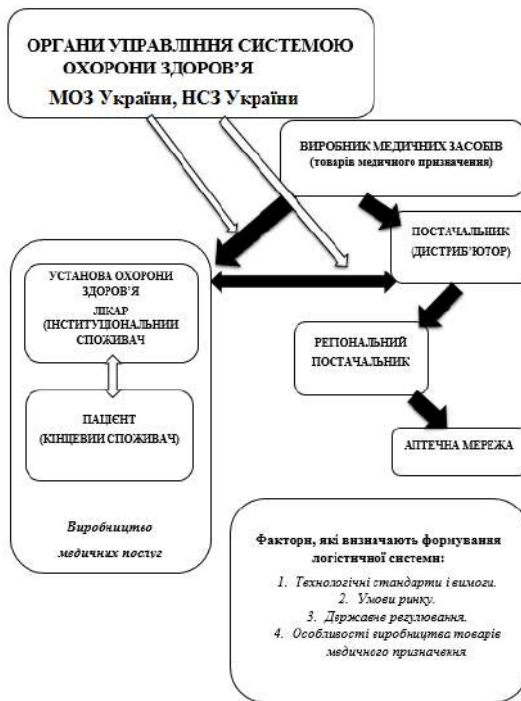 ОРГАНИ УПРАВЛІННЯ СИСТЕМОЮ
ОХОРОНИ ЗДОРОВ'Я
МОЗ України, НСЗ України
ВИРОБНИК МЕДИЧНИХ ЗАСОБІВ
(товарів медичного призначення)
ПОСТАЧАЛЬНИК
(ДИСТРИБ'ЮТОР)
УСТАНОВА ОХОРОНИ
ЗДОРОВ'Я
ЛІКАР
(ІНСТИТУЦІОНАЛЬНИЙ
СПОЖИВАЧ
РЕГІОНАЛЬНИЙ
ПОСТАЧАЛЬНИК
ПАЦІЄНТ
(КІНЦЕВИЙ СПОЖИВАЧ)
АПТЕЧНА МЕРЕЖА
Виробництво
медичних послуг
Фактори, які визначають формування
логістичної системи:
1. Технологічні стандарти і вимоги.
2. Умови ринку.
3. Державне регулювання.
4. Особливості виробництва товарів
медичного призначення